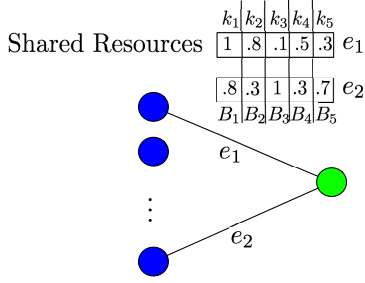 k₁ k₂ k₃ k₄ k₅
Shared Resources 1 .8 .1 .5 .3 e₁
.8 .3 1 .3 .7 e₂
B₁ B₂ B₃ B₄ B₅
e₁
⋮
e₂